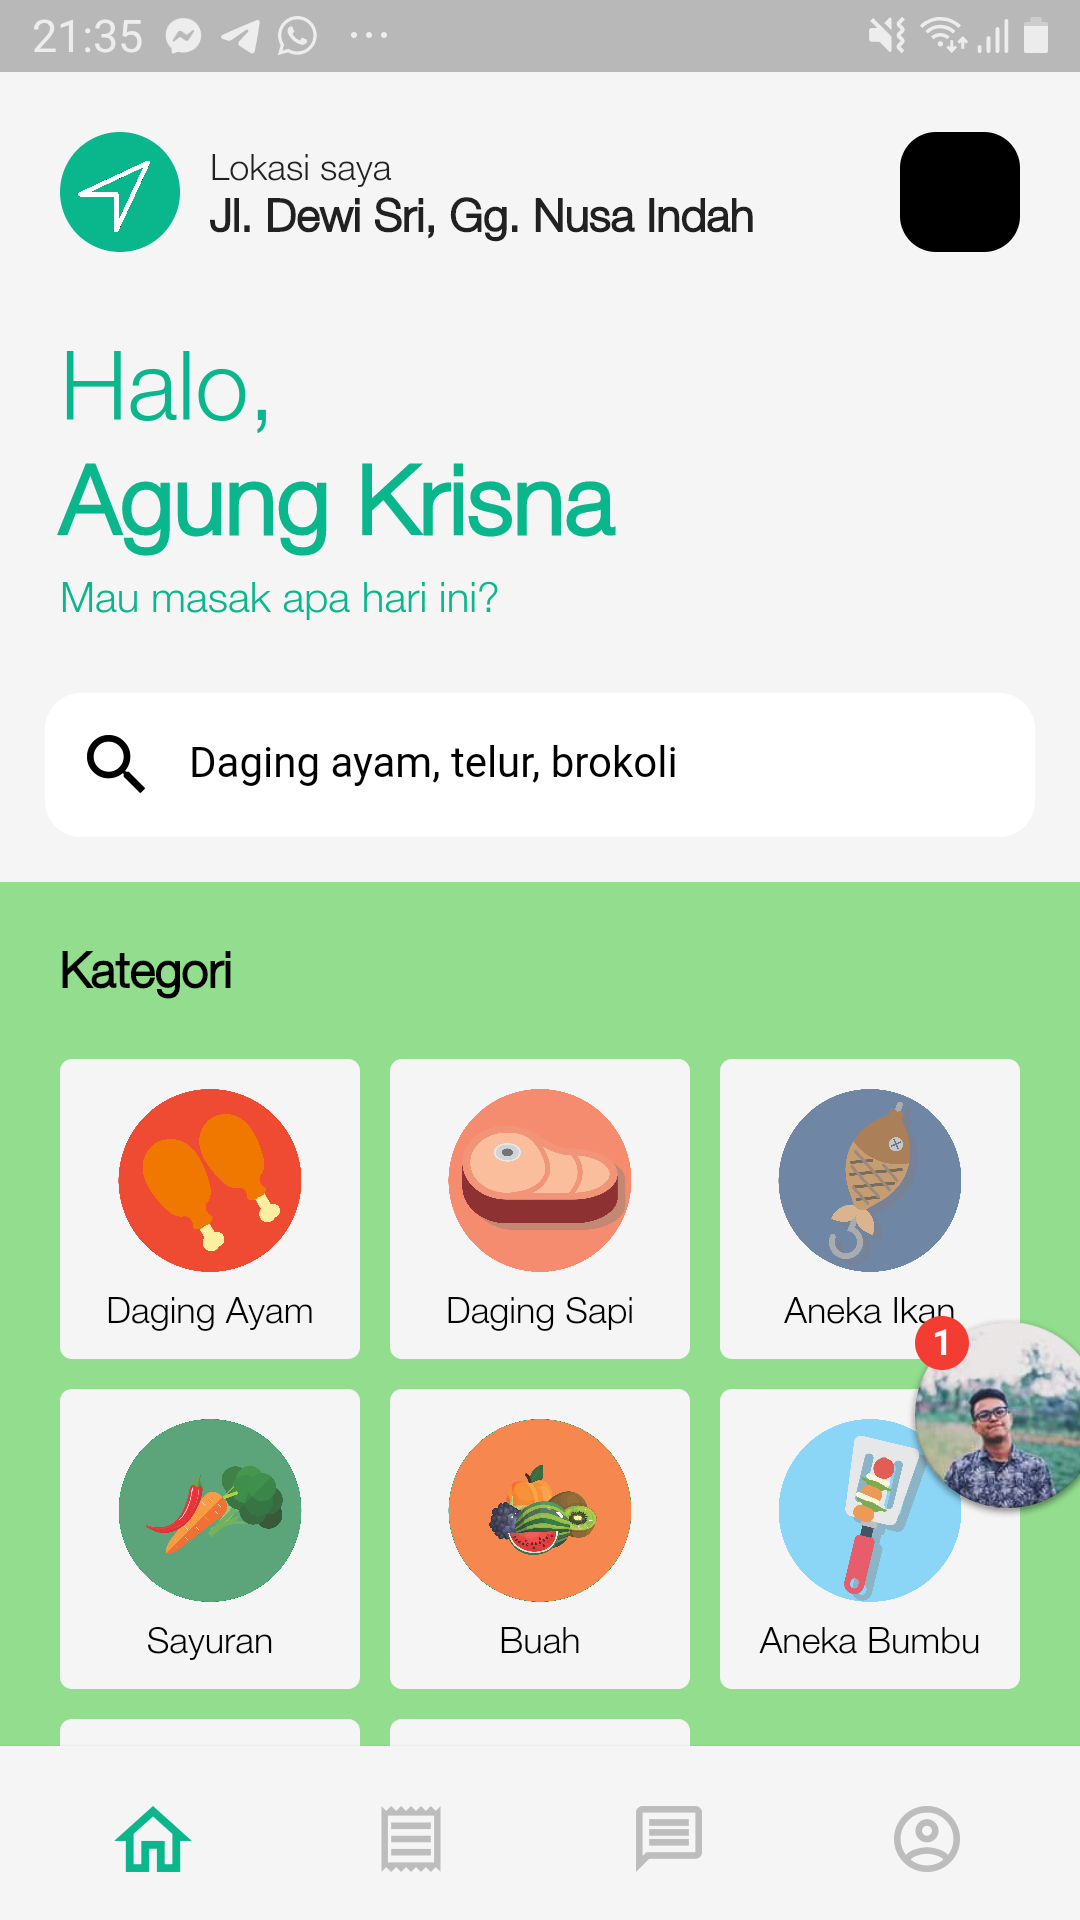 21:35
Lokasi saya
Jl. Dewi Sri, Gg. Nusa Indah
Halo,
Agung Krisna
Mau masak apa hari ini?
Daging ayam, telur, brokoli
Kategori
Daging Ayam
Daging Sapi
Aneka Ikan
1
Sayuran
Buah
Aneka Bumbu